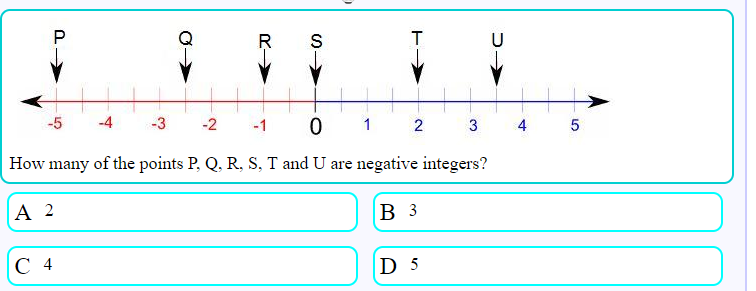 P Q R S T U
-5 -4 -3 -2 -1 0 1 2 3 4 5
How many of the points P, Q, R, S, T and U are negative integers?
A 2
B 3
C 4
D 5